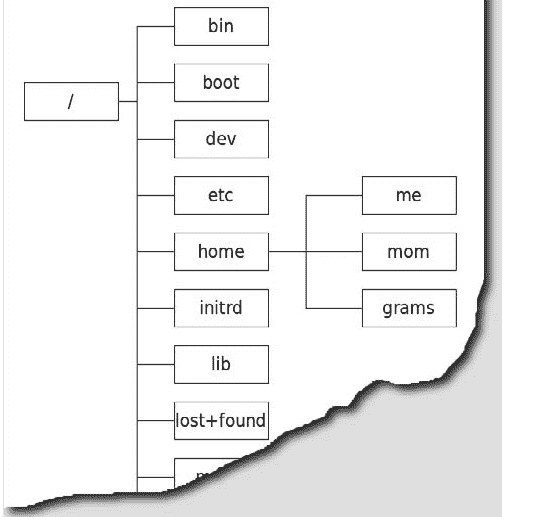 /
bin
boot
dev
etc
home
initrd
lib
lost+found
me
mom
grams